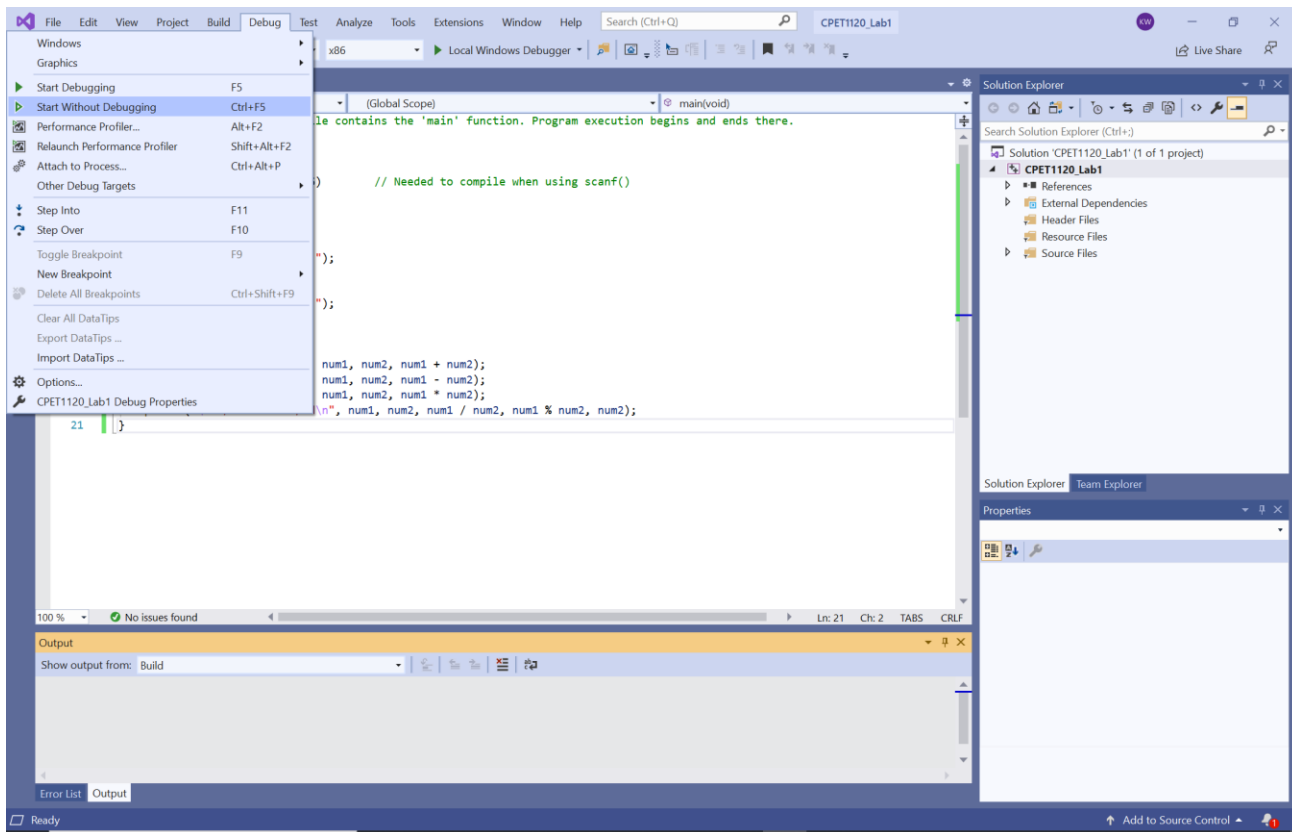 File Edit View Project Build Debug Test Analyze Tools Extensions Window Help Search (Ctrl+Q) CPET1120_Lab1 KW
x86 Local Windows Debugger Live Share
Windows
Graphics
Start Debugging F5
Start Without Debugging Ctrl+F5
Performance Profiler... Alt+F2
Relaunch Performance Profiler Shift+Alt+F2
Attach to Process... Ctrl+Alt+P
Other Debug Targets
Step Into F11
Step Over F10
Toggle Breakpoint F9
New Breakpoint
Delete All Breakpoints Ctrl+Shift+F9
Clear All DataTips
Export DataTips ...
Import DataTips ...
Options...
CPET1120_Lab1 Debug Properties
(Global Scope) main(void)
le contains the 'main' function. Program execution begins and ends there.
) // Needed to compile when using scanf()
");
");
num1, num2, num1 + num2);
num1, num2, num1 - num2);
num1, num2, num1 * num2);
\n", num1, num2, num1 / num2, num1 % num2, num2);
21 }
100 % No issues found Ln: 21 Ch: 2 TABS CRLF
Output
Show output from: Build
Error List Output
Solution Explorer
Search Solution Explorer (Ctrl+;)
Solution 'CPET1120_Lab1' (1 of 1 project)
CPET1120_Lab1
References
External Dependencies
Header Files
Resource Files
Source Files
Solution Explorer Team Explorer
Properties
Ready Add to Source Control 1